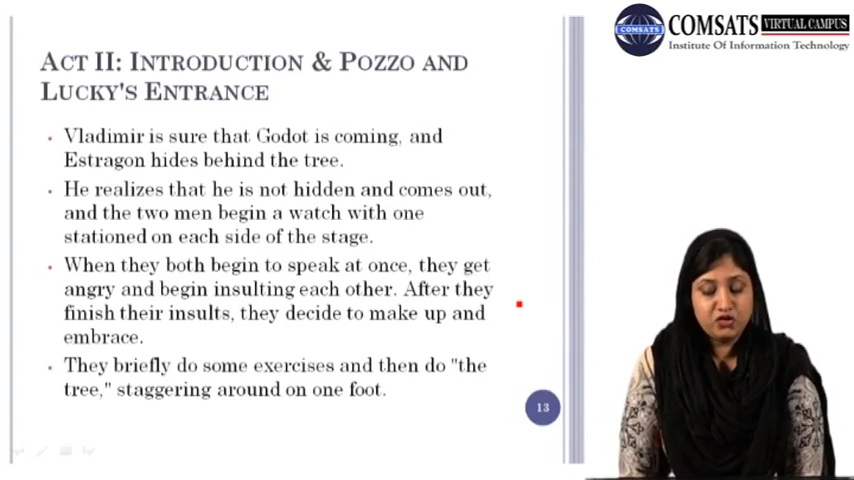 COMSATS VIRTUAL CAMPUS
COMSATS
Institute Of Information Technology
ACT II: INTRODUCTION & POZZO AND
LUCKY'S ENTRANCE
• Vladimir is sure that Godot is coming, and
Estragon hides behind the tree.
• He realizes that he is not hidden and comes out,
and the two men begin a watch with one
stationed on each side of the stage.
• When they both begin to speak at once, they get
angry and begin insulting each other. After they
finish their insults, they decide to make up and
embrace.
• They briefly do some exercises and then do "the
tree," staggering around on one foot.
13